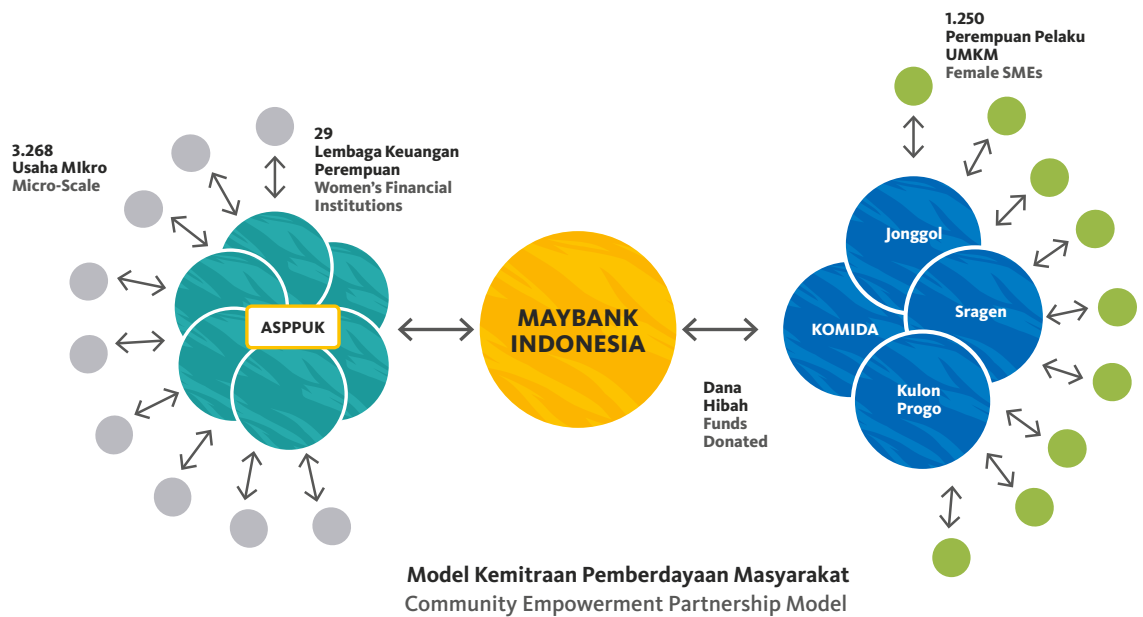 1.250
Perempuan Pelaku
UMKM
Female SMEs
3.268
Usaha MIkro
Micro-Scale
29
Lembaga Keuangan
Perempuan
Women's Financial
Institutions
ASPPUK
MAYBANK
INDONESIA
Jonggol
Sragen
KOMIDA
Kulon
Progo
Dana
Hibah
Funds
Donated
Model Kemitraan Pemberdayaan Masyarakat
Community Empowerment Partnership Model